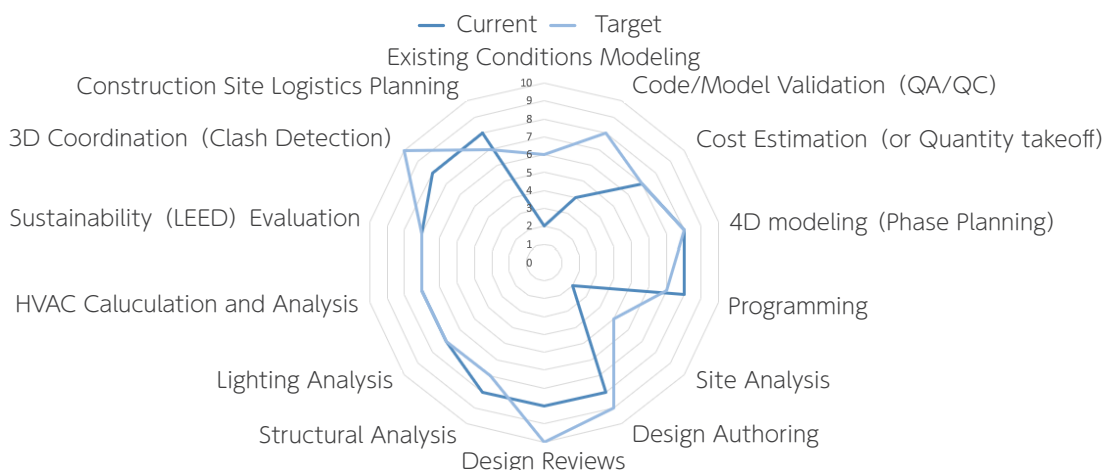 Current Target
Existing Conditions Modeling
Construction Site Logistics Planning
Code/Model Validation (QA/QC)
3D Coordination (Clash Detection)
Cost Estimation (or Quantity takeoff)
Sustainability (LEED) Evaluation
4D modeling (Phase Planning)
HVAC Caluculation and Analysis
Programming
Lighting Analysis
Site Analysis
Structural Analysis
Design Authoring
Design Reviews
10
9
8
7
6
5
4
3
2
1
0